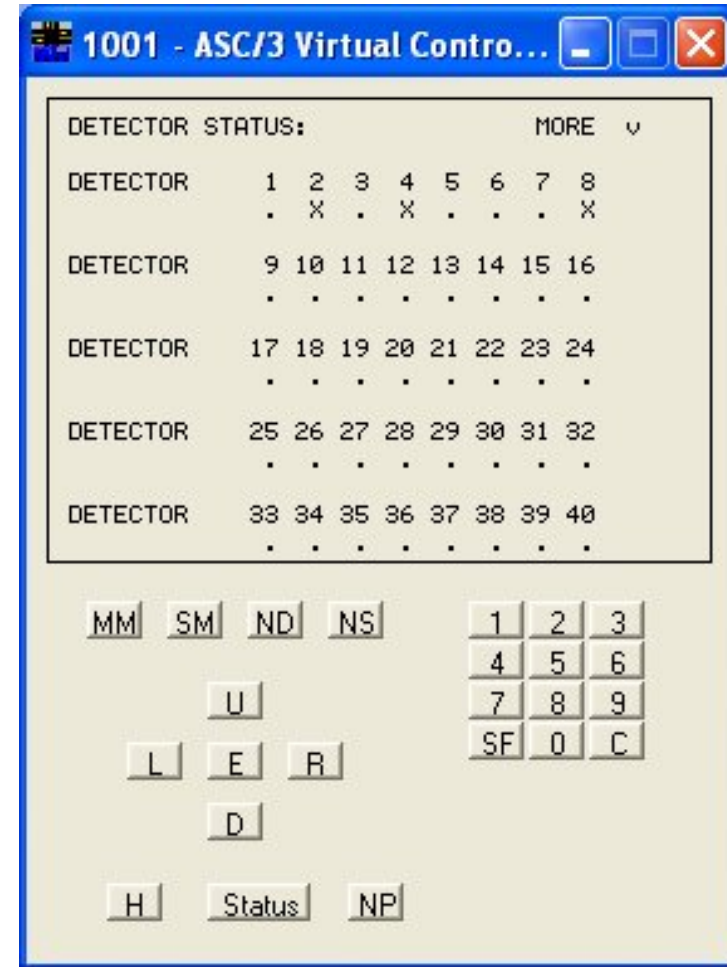 1001 - ASC/3 Virtual Contro...
DETECTOR STATUS: MORE v
DETECTOR 1 2 3 4 5 6 7 8
. X . X . . . X
DETECTOR 9 10 11 12 13 14 15 16
. . . . . . . .
DETECTOR 17 18 19 20 21 22 23 24
. . . . . . . .
DETECTOR 25 26 27 28 29 30 31 32
. . . . . . . .
DETECTOR 33 34 35 36 37 38 39 40
. . . . . . . .
MM SM ND NS 1 2 3
4 5 6
U 7 8 9
L E R SF 0 C
D
H Status NP